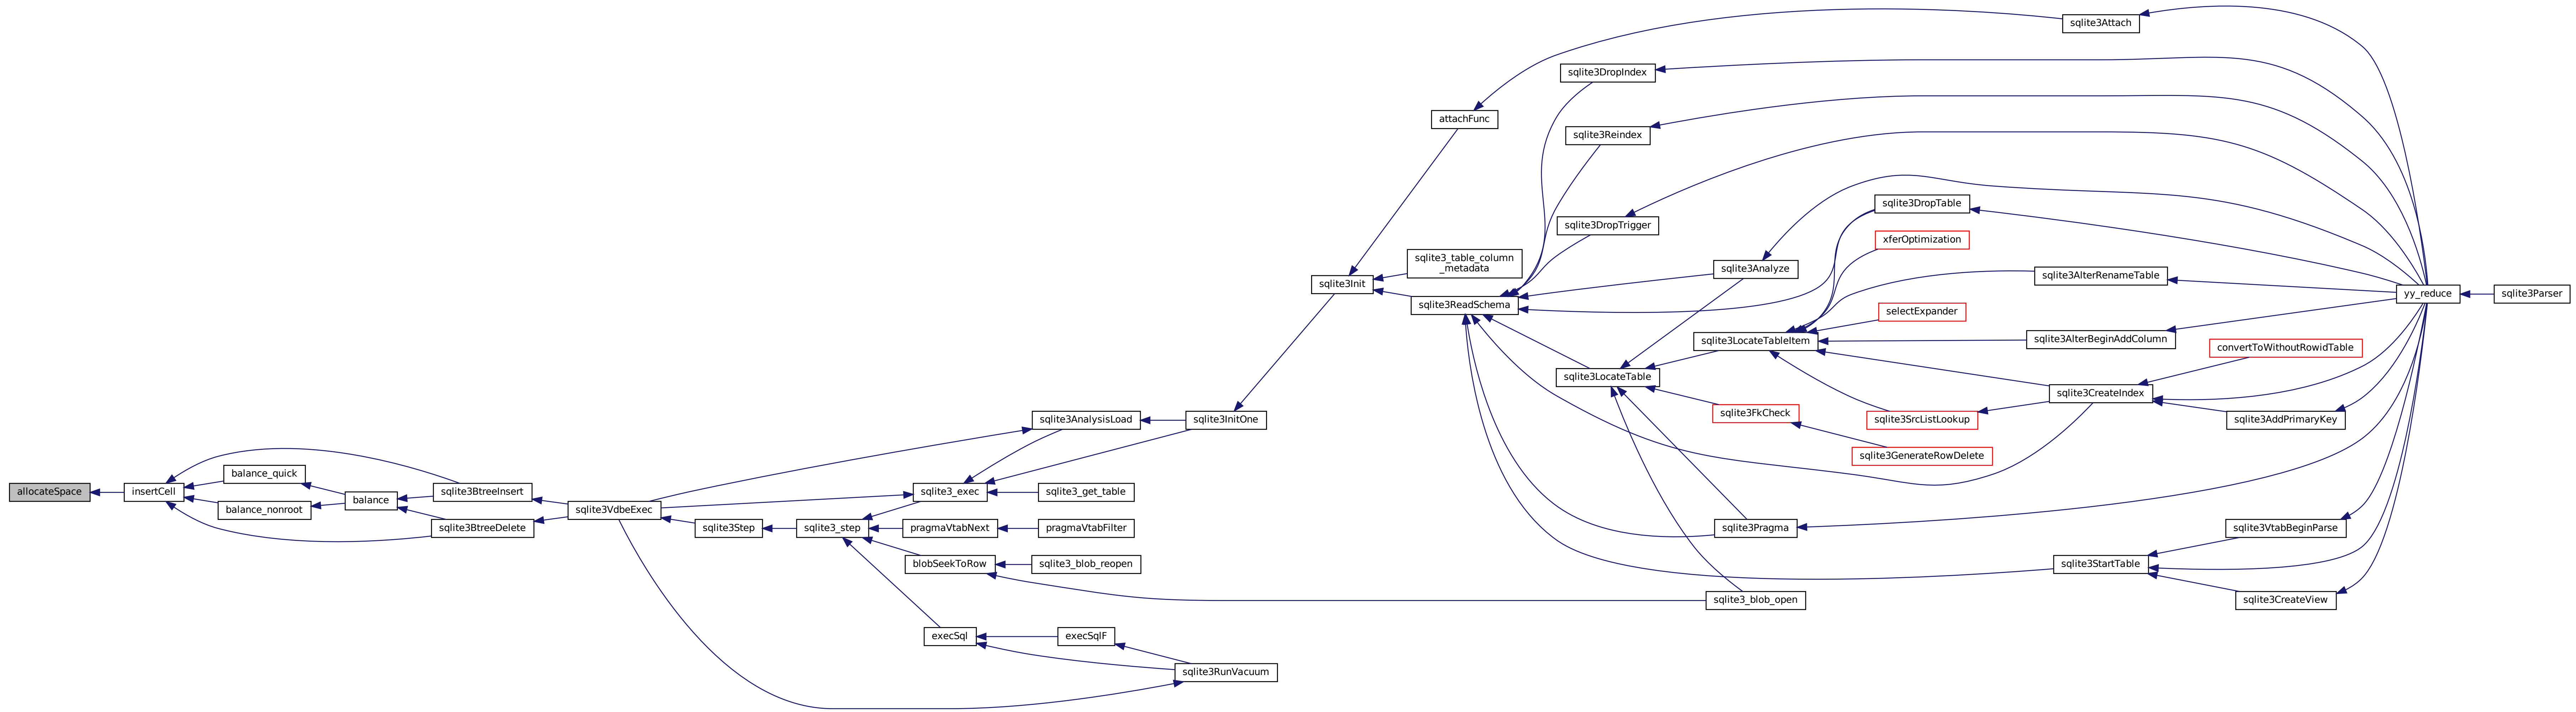 allocateSpace
insertCell
balance_quick
balance_nonroot
balance
sqlite3BtreeInsert
sqlite3BtreeDelete
sqlite3VdbeExec
sqlite3Step
sqlite3_step
sqlite3_exec
pragmaVtabNext
blobSeekToRow
execSql
sqlite3AnalysisLoad
sqlite3_get_table
pragmaVtabFilter
sqlite3_blob_reopen
execSqlF
sqlite3InitOne
sqlite3RunVacuum
sqlite3Init
attachFunc
sqlite3_table_column
_metadata
sqlite3ReadSchema
sqlite3DropIndex
sqlite3Reindex
sqlite3DropTrigger
sqlite3LocateTable
sqlite3Analyze
sqlite3LocateTableItem
sqlite3FkCheck
sqlite3Pragma
sqlite3_blob_open
sqlite3DropTable
xferOptimization
selectExpander
sqlite3SrcListLookup
sqlite3GenerateRowDelete
sqlite3Attach
sqlite3AlterRenameTable
sqlite3AlterBeginAddColumn
sqlite3CreateIndex
sqlite3StartTable
convertToWithoutRowidTable
sqlite3AddPrimaryKey
sqlite3VtabBeginParse
sqlite3CreateView
yy_reduce
sqlite3Parser